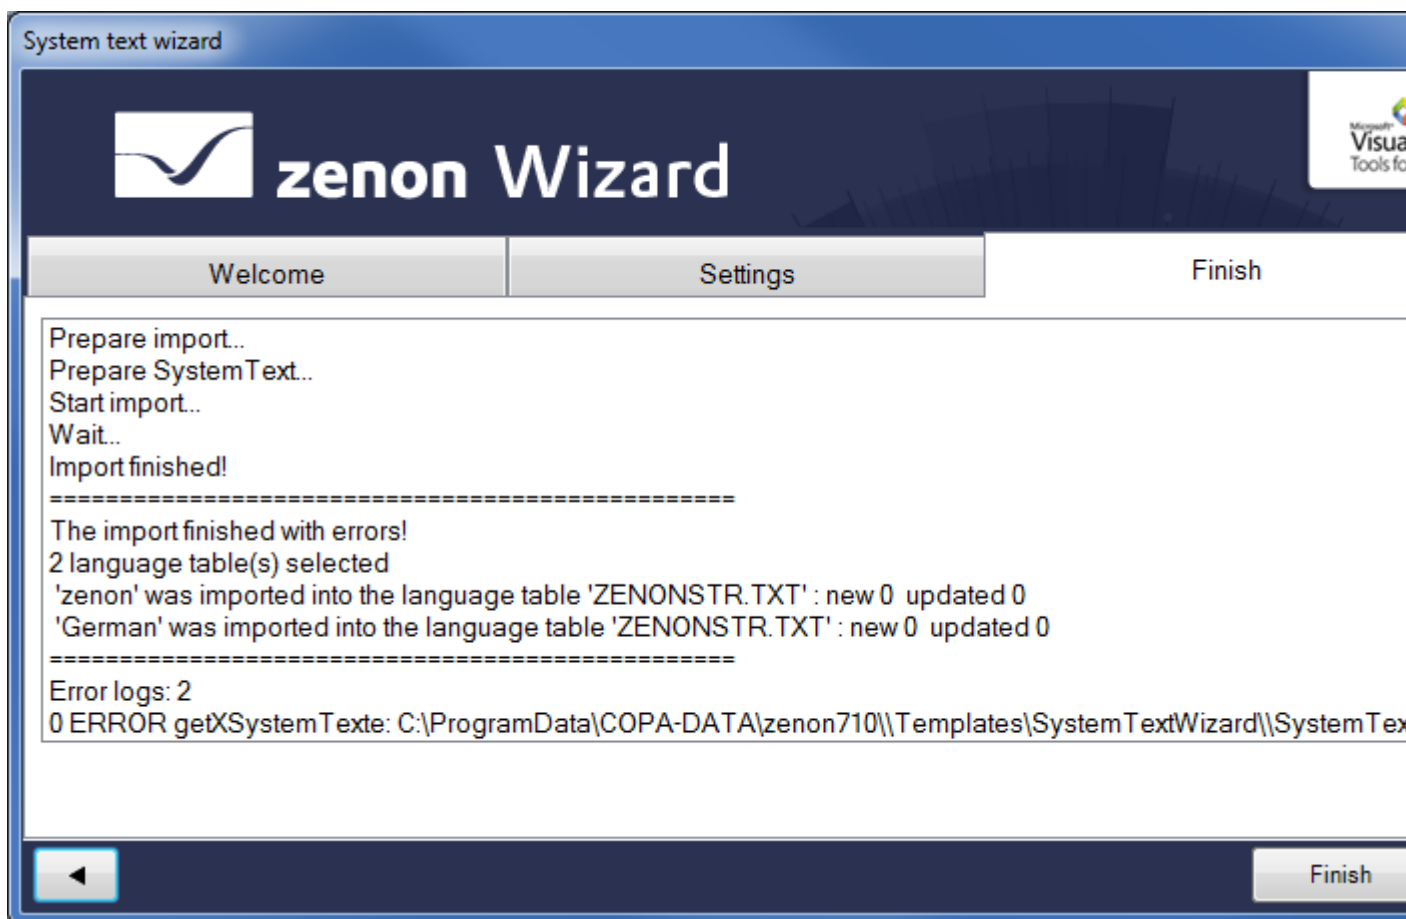 System text wizard
zenon Wizard
Microsoft
Visua
Tools fo
Welcome
Settings
Finish
Prepare import...
Prepare SystemText...
Start import...
Wait...
Import finished!
=================================================
The import finished with errors!
2 language table(s) selected
'zenon' was imported into the language table 'ZENONSTR.TXT' : new 0 updated 0
'German' was imported into the language table 'ZENONSTR.TXT' : new 0 updated 0
=================================================
Error logs: 2
0 ERROR getXSystemTexte: C:\ProgramData\COPA-DATA\zenon710\\Templates\SystemTextWizard\\SystemTex
Finish